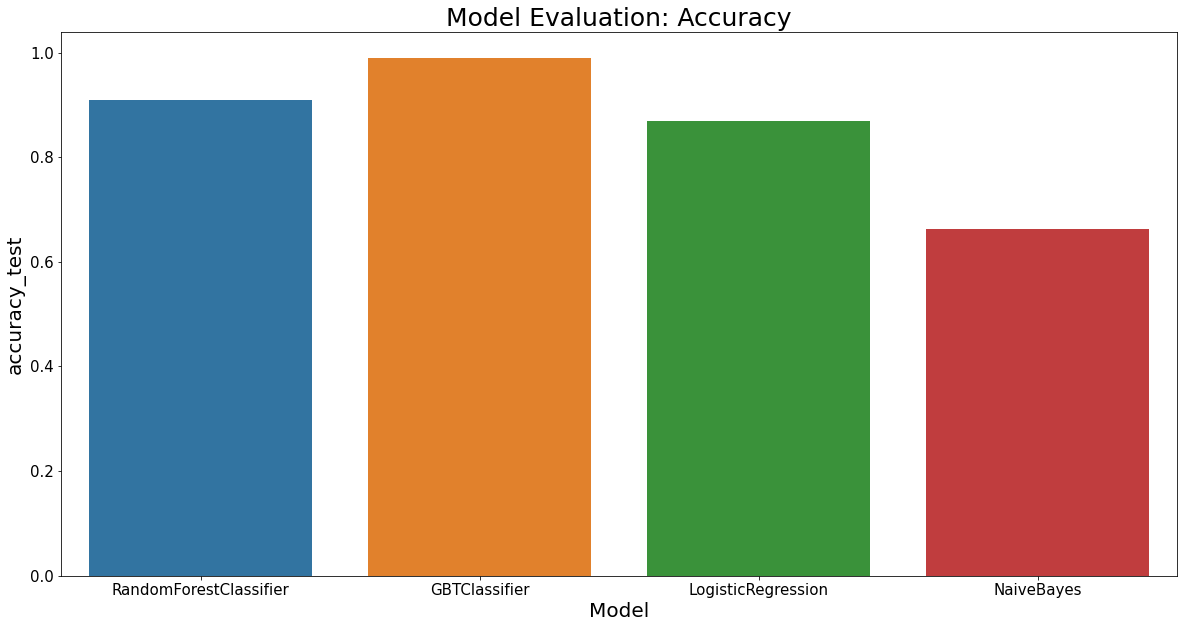 Model Evaluation: Accuracy
accuracy_test
1.0
0.8
0.6
0.4
0.2
0.0
RandomForestClassifier GBTClassifier LogisticRegression NaiveBayes
Model